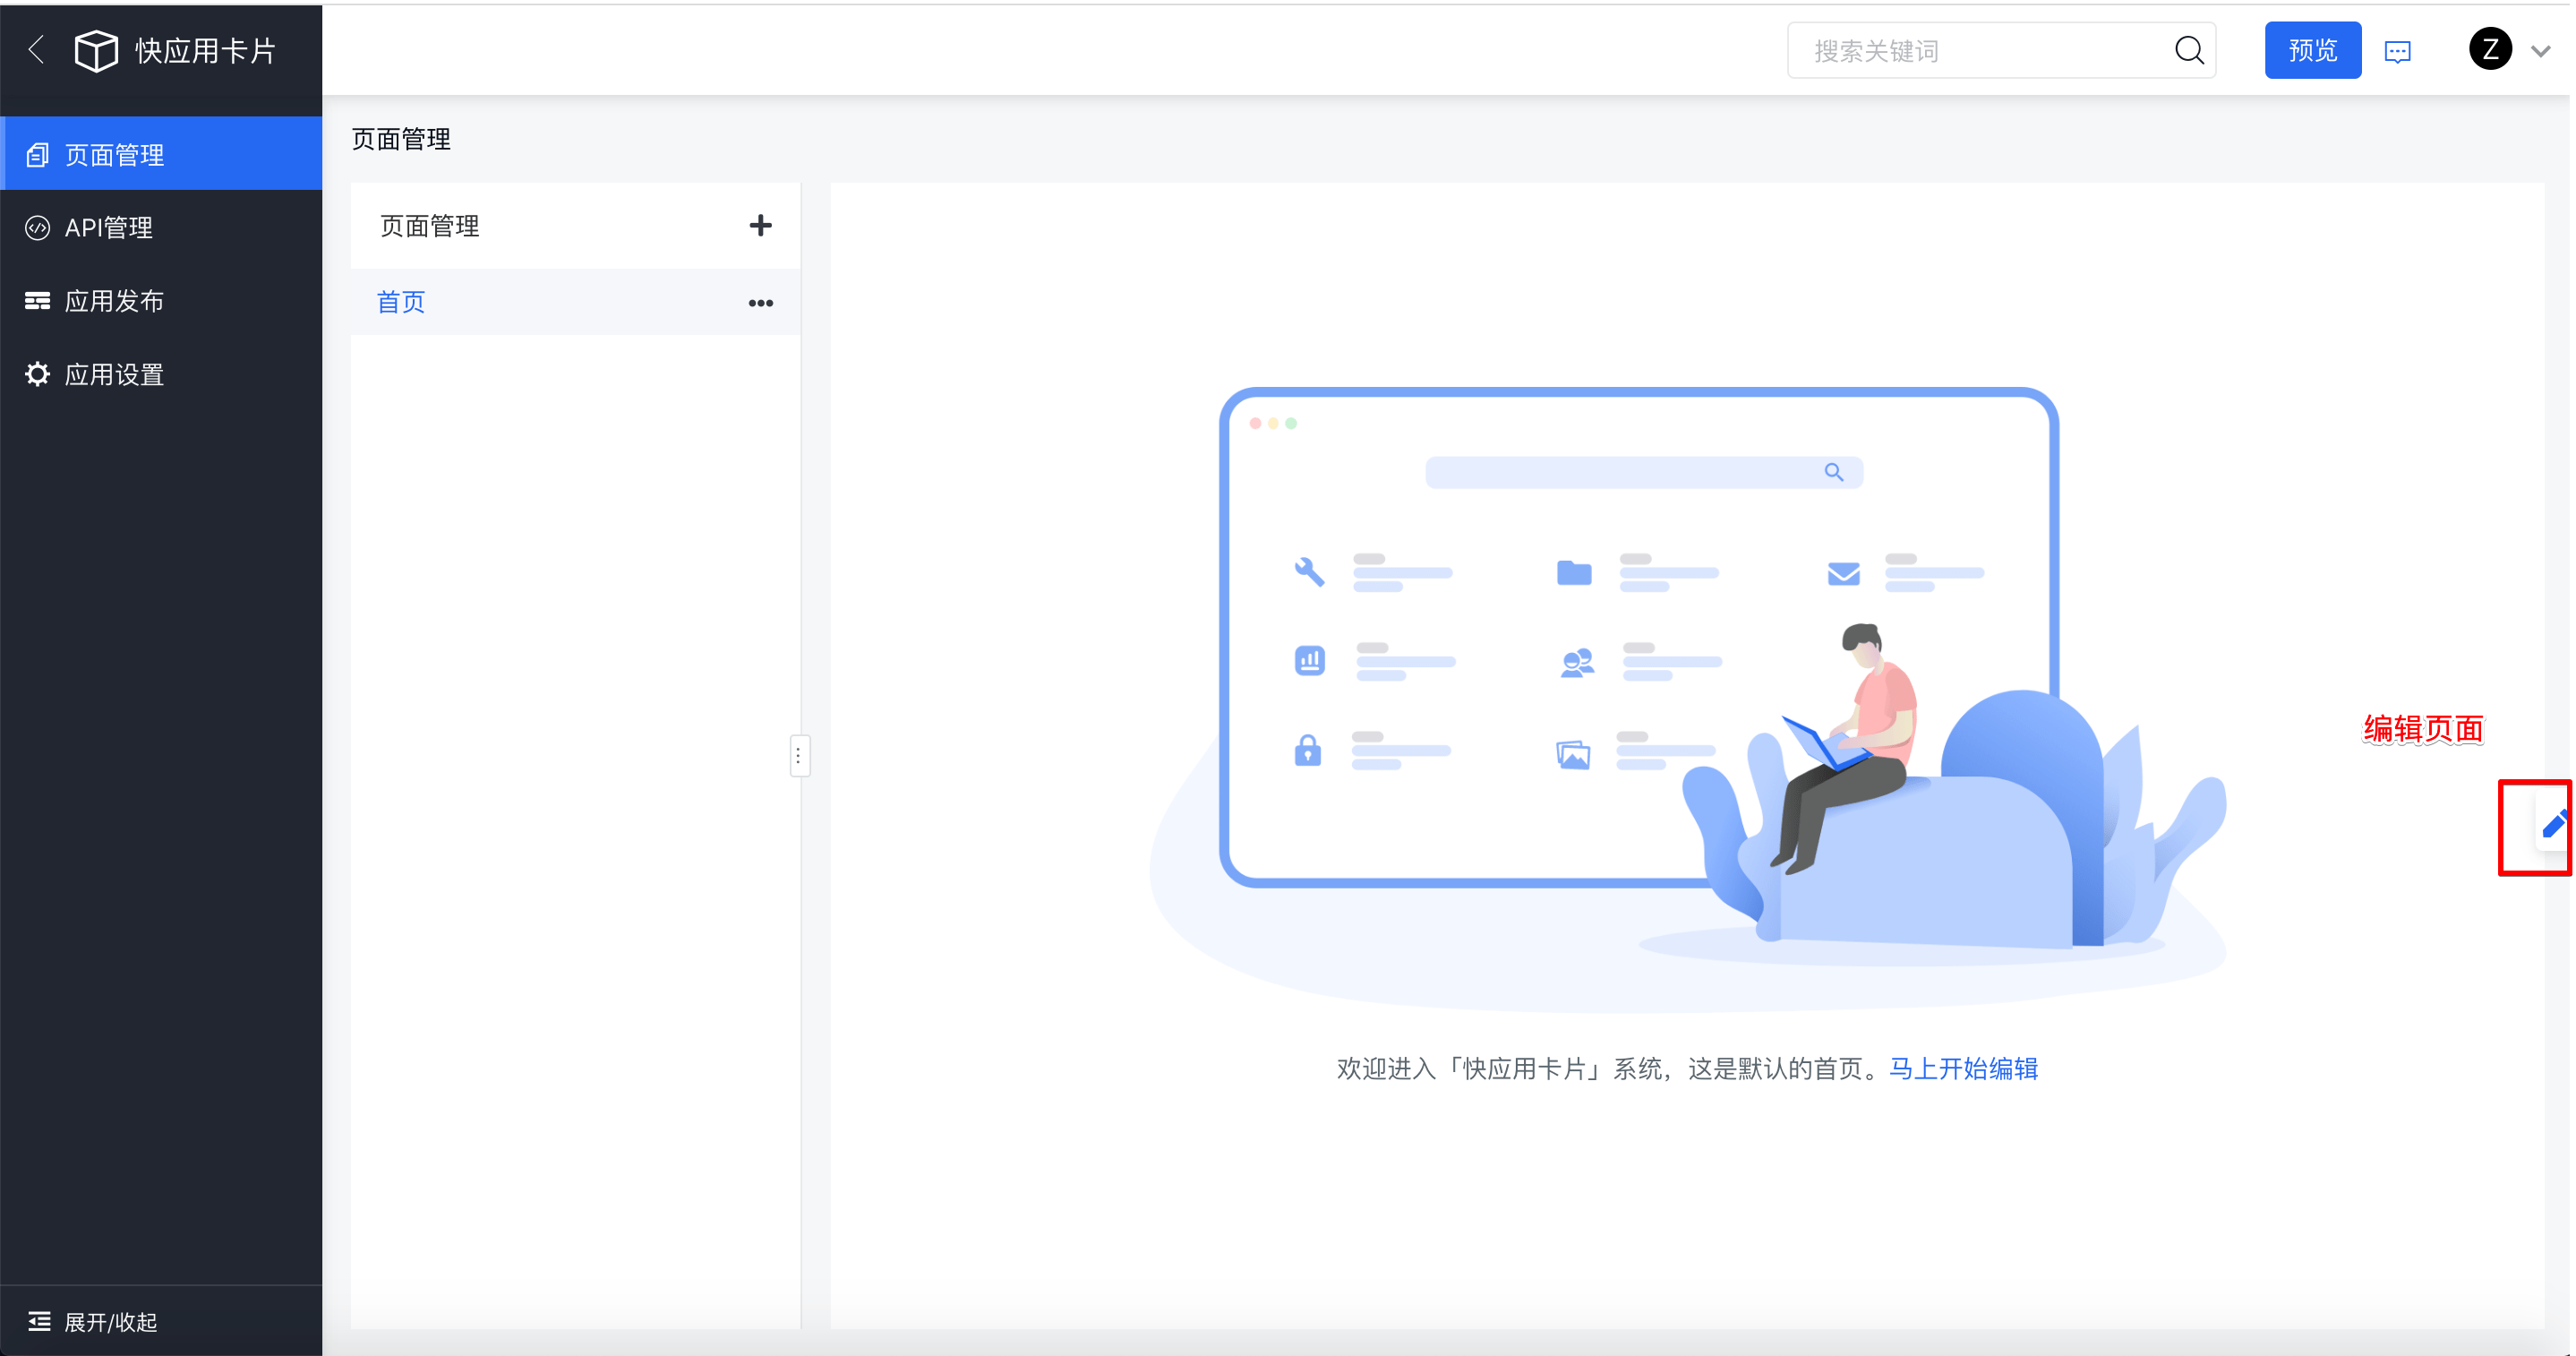 快应用卡片
搜索关键词
预览
Z
页面管理
API管理
应用发布
应用设置
展开/收起
页面管理
页面管理
首页
编辑页面
欢迎进入「快应用卡片」系统，这是默认的首页。马上开始编辑